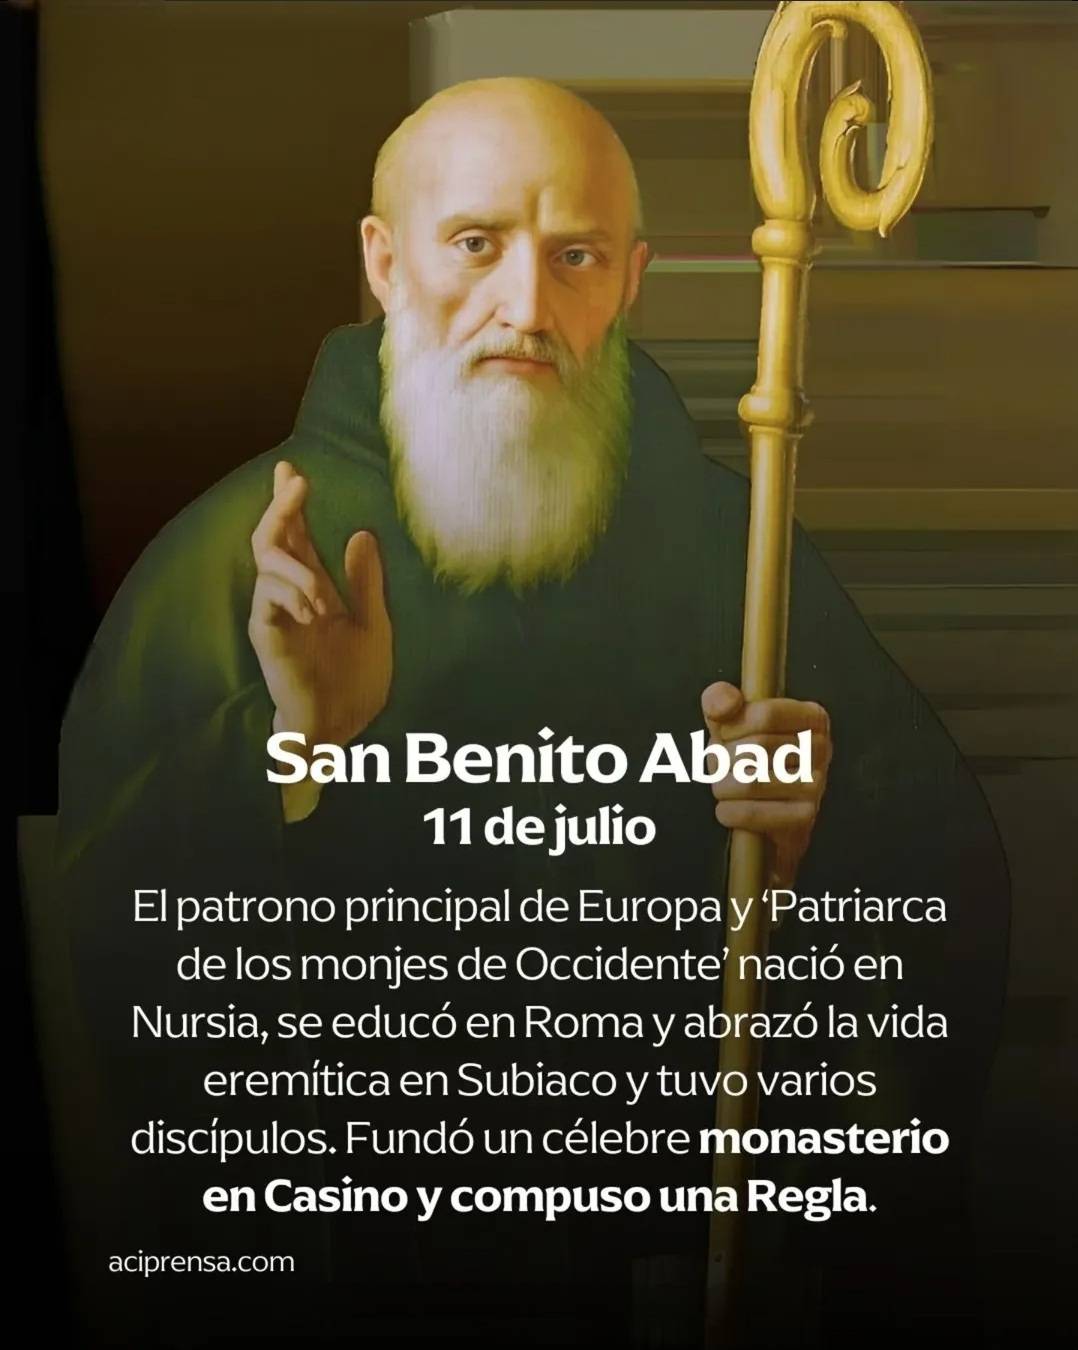 San Benito Abad
11 de julio
El patrono principal de Europa y ‘Patriarca
de los monjes de Occidente’ nació en
Nursia, se educó en Roma y abrazó la vida
eremítica en Subiaco y tuvo varios
discípulos. Fundó un célebre monasterio
en Casino y compuso una Regla.
aciprensa.com